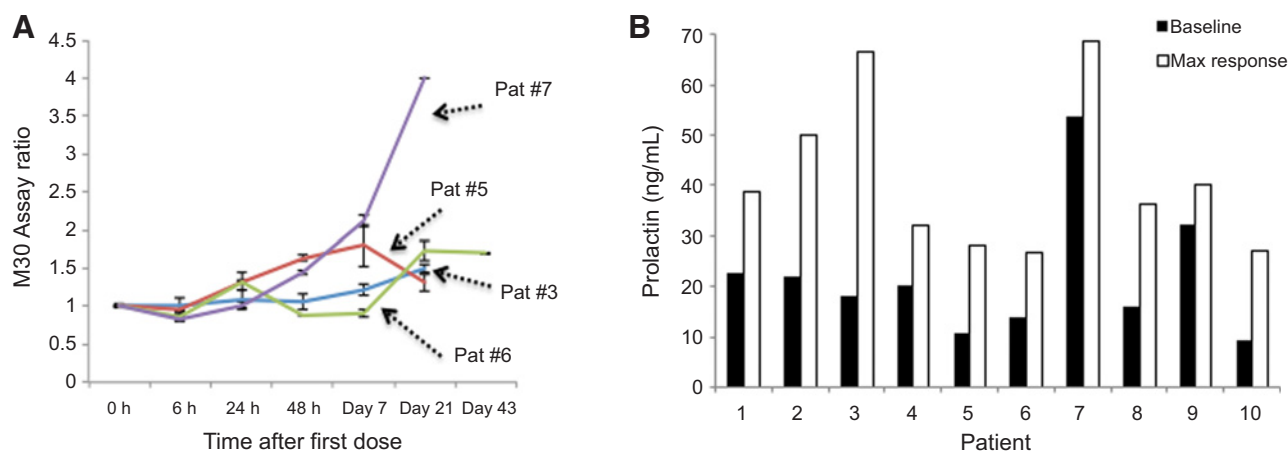 A
4.5
4
3.5
3
2.5
2
1.5
1
0.5
0
M30 Assay ratio
Pat #7
Pat #5
Pat #3
Pat #6
0 h 6 h 24 h 48 h Day 7 Day 21 Day 43
Time after first dose
B
70
60
50
40
30
20
10
0
Prolactin (ng/mL)
Baseline
Max response
1 2 3 4 5 6 7 8 9 10
Patient